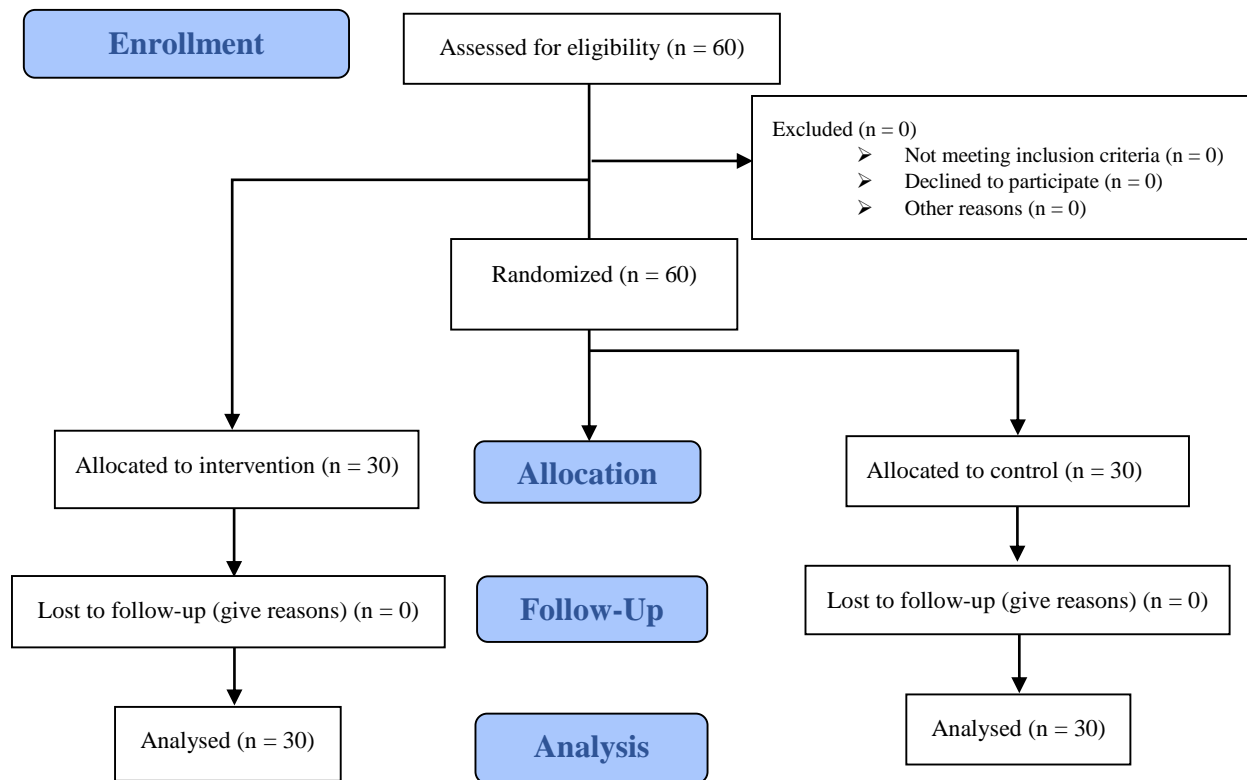 Enrollment
Assessed for eligibility (n = 60)
Excluded (n = 0)
➢ Not meeting inclusion criteria (n = 0)
➢ Declined to participate (n = 0)
➢ Other reasons (n = 0)
Randomized (n = 60)
Allocated to intervention (n = 30)
Allocation
Allocated to control (n = 30)
Lost to follow-up (give reasons) (n = 0)
Follow-Up
Lost to follow-up (give reasons) (n = 0)
Analysed (n = 30)
Analysis
Analysed (n = 30)